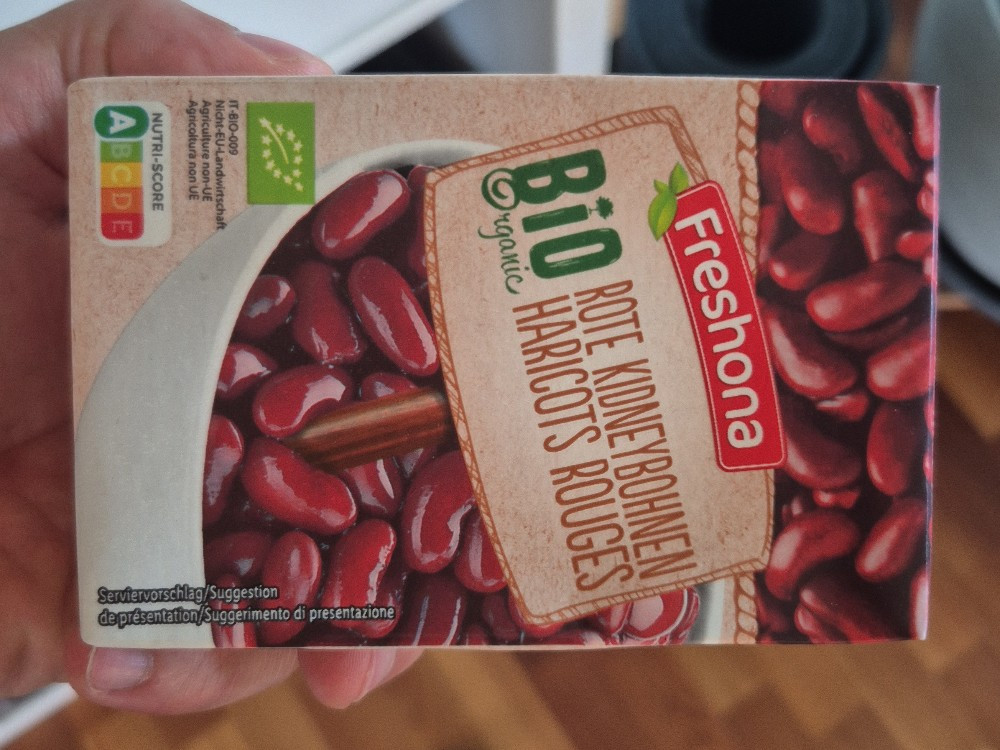 Freshona
BiO
Organic
ROTE KIDNEYBOHNEN
HARICOTS ROUGES
IT-BIO-009
Nicht-EU-Landwirtschaft
Agriculture non-UE
Agricoltura non UE
NUTRI-SCORE
A B C D E
Serviervorschlag/Suggestion
de présentation/Suggerimento di presentazione